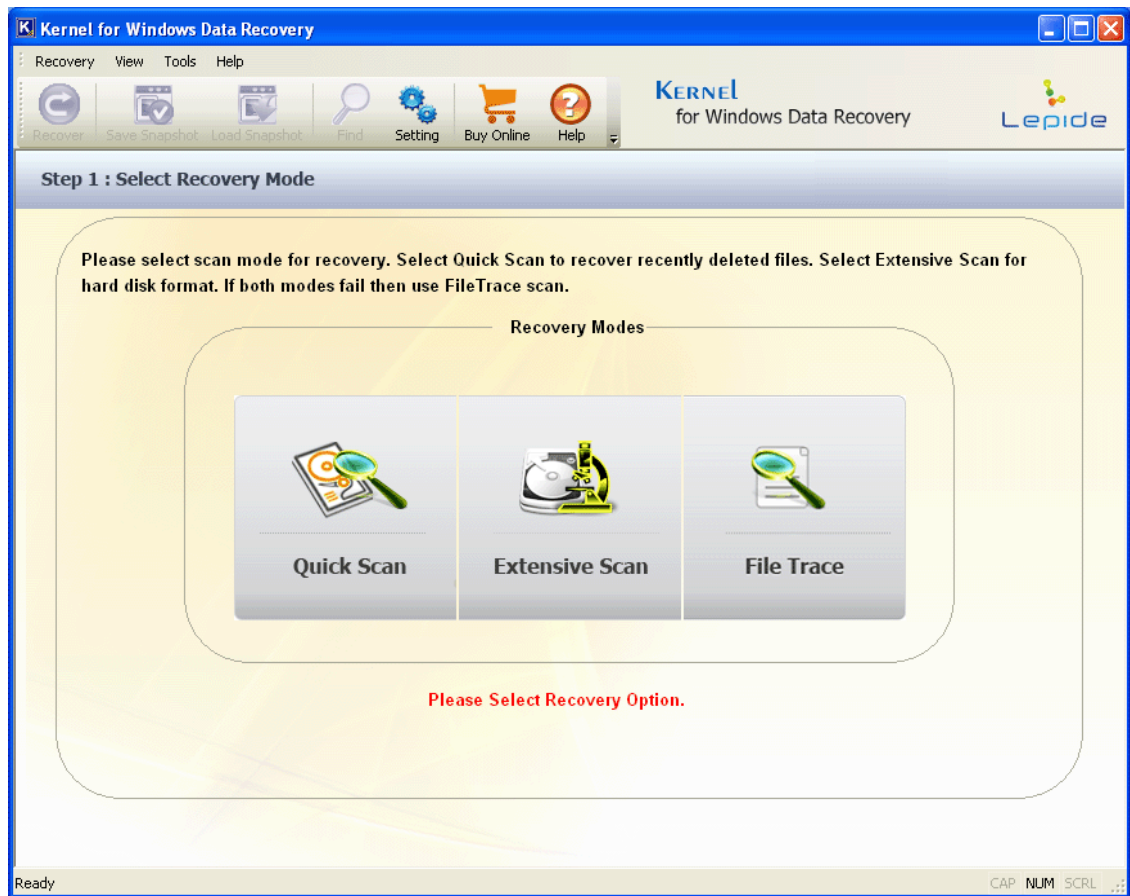 Kernel for Windows Data Recovery
Recovery View Tools Help
Recover Save Snapshot Load Snapshot Find Setting Buy Online Help
KERNEL
for Windows Data Recovery
Lepide
Step 1 : Select Recovery Mode
Please select scan mode for recovery. Select Quick Scan to recover recently deleted files. Select Extensive Scan for
hard disk format. If both modes fail then use FileTrace scan.
Recovery Modes
Quick Scan Extensive Scan File Trace
Please Select Recovery Option.
Ready CAP NUM SCRL